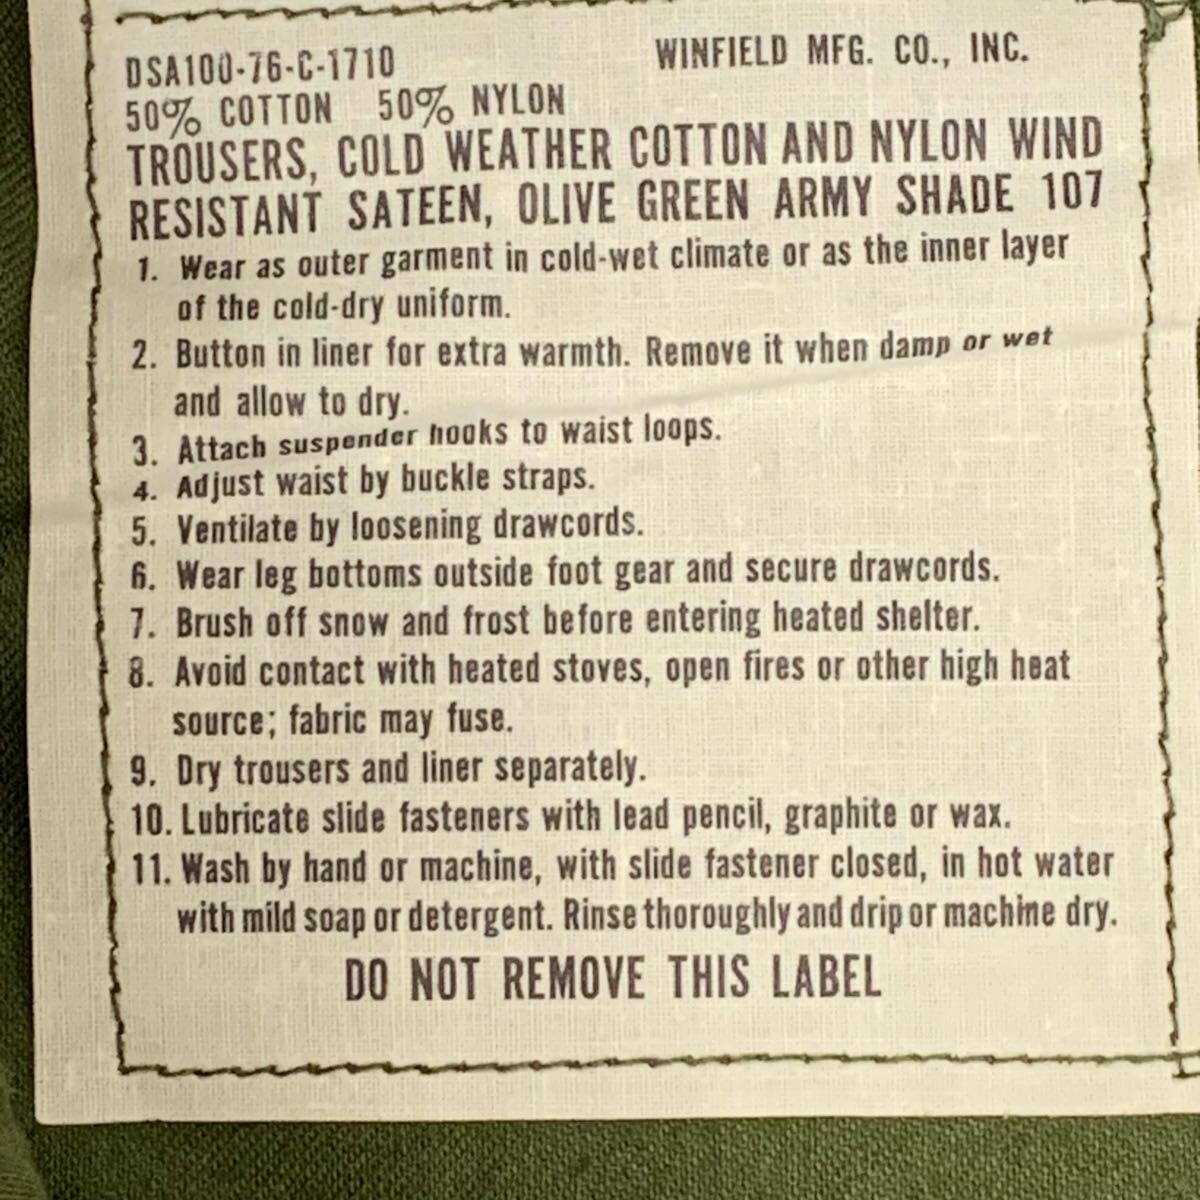 DSA100-76-C-1710 WINFIELD MFG. CO., INC.
50% COTTON 50% NYLON
TROUSERS, COLD WEATHER COTTON AND NYLON WIND
RESISTANT SATEEN, OLIVE GREEN ARMY SHADE 107
1. Wear as outer garment in cold-wet climate or as the inner layer
of the cold-dry uniform.
2. Button in liner for extra warmth. Remove it when damp or wet
and allow to dry.
3. Attach suspender hooks to waist loops.
4. Adjust waist by buckle straps.
5. Ventilate by loosening drawcords.
6. Wear leg bottoms outside foot gear and secure drawcords.
7. Brush off snow and frost before entering heated shelter.
8. Avoid contact with heated stoves, open fires or other high heat
source; fabric may fuse.
9. Dry trousers and liner separately.
10. Lubricate slide fasteners with lead pencil, graphite or wax.
11. Wash by hand or machine, with slide fastener closed, in hot water
with mild soap or detergent. Rinse thoroughly and drip or machine dry.
DO NOT REMOVE THIS LABEL